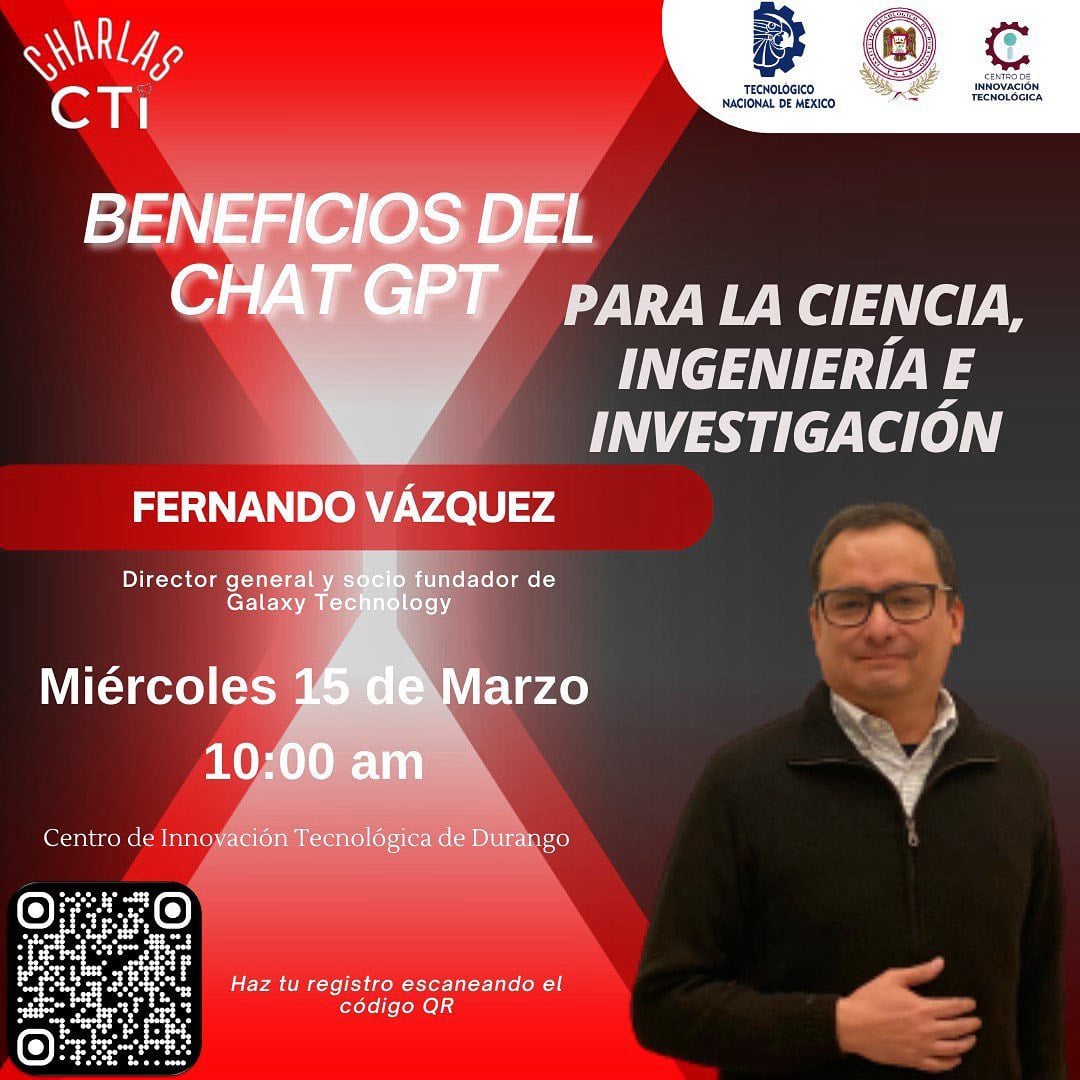 CHARLAS
CTi
TECNOLÓGICO
NACIONAL DE MÉXICO
CENTRO DE
INNOVACIÓN
TECNOLÓGICA
BENEFICIOS DEL
CHAT GPT
PARA LA CIENCIA,
INGENIERÍA E
INVESTIGACIÓN
FERNANDO VÁZQUEZ
Director general y socio fundador de
Galaxy Technology
Miércoles 15 de Marzo
10:00 am
Centro de Innovación Tecnológica de Durango
Haz tu registro escaneando el
código QR